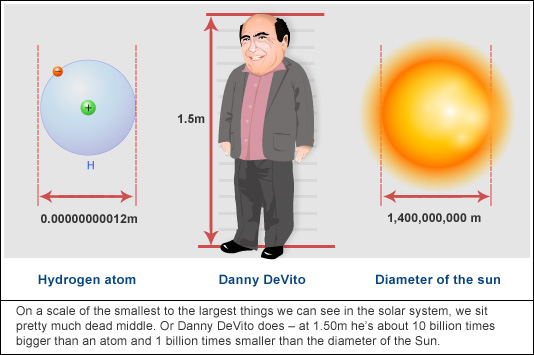 H
1.5m
0.00000000012m
1,400,000,000 m
Hydrogen atom
Danny DeVito
Diameter of the sun
On a scale of the smallest to the largest things we can see in the solar system, we sit
pretty much dead middle. Or Danny DeVito does – at 1.50m he's about 10 billion times
bigger than an atom and 1 billion times smaller than the diameter of the Sun.